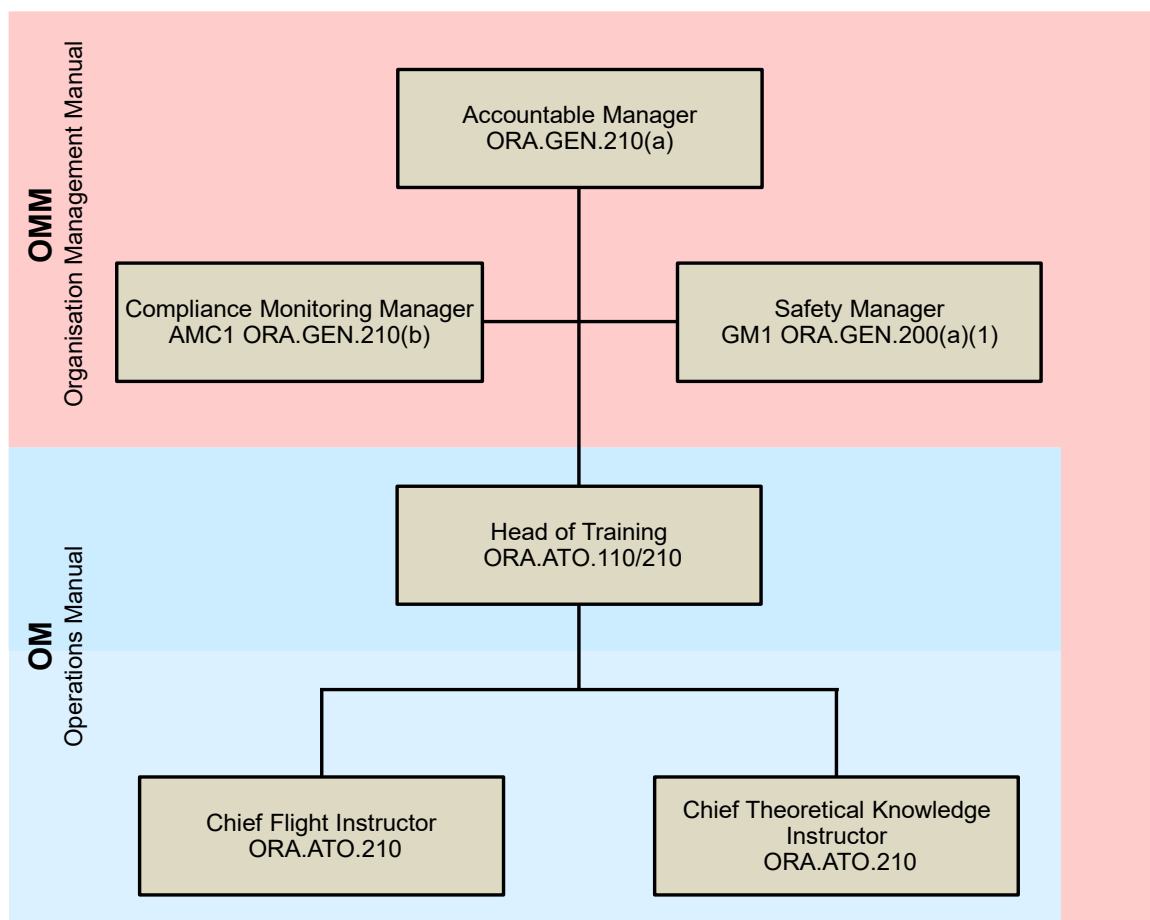 OMM
Organisation Management Manual
Accountable Manager
ORA.GEN.210(a)
Compliance Monitoring Manager
AMC1 ORA.GEN.210(b)
Safety Manager
GM1 ORA.GEN.200(a)(1)
OM
Operations Manual
Head of Training
ORA.ATO.110/210
Chief Flight Instructor
ORA.ATO.210
Chief Theoretical Knowledge
Instructor
ORA.ATO.210